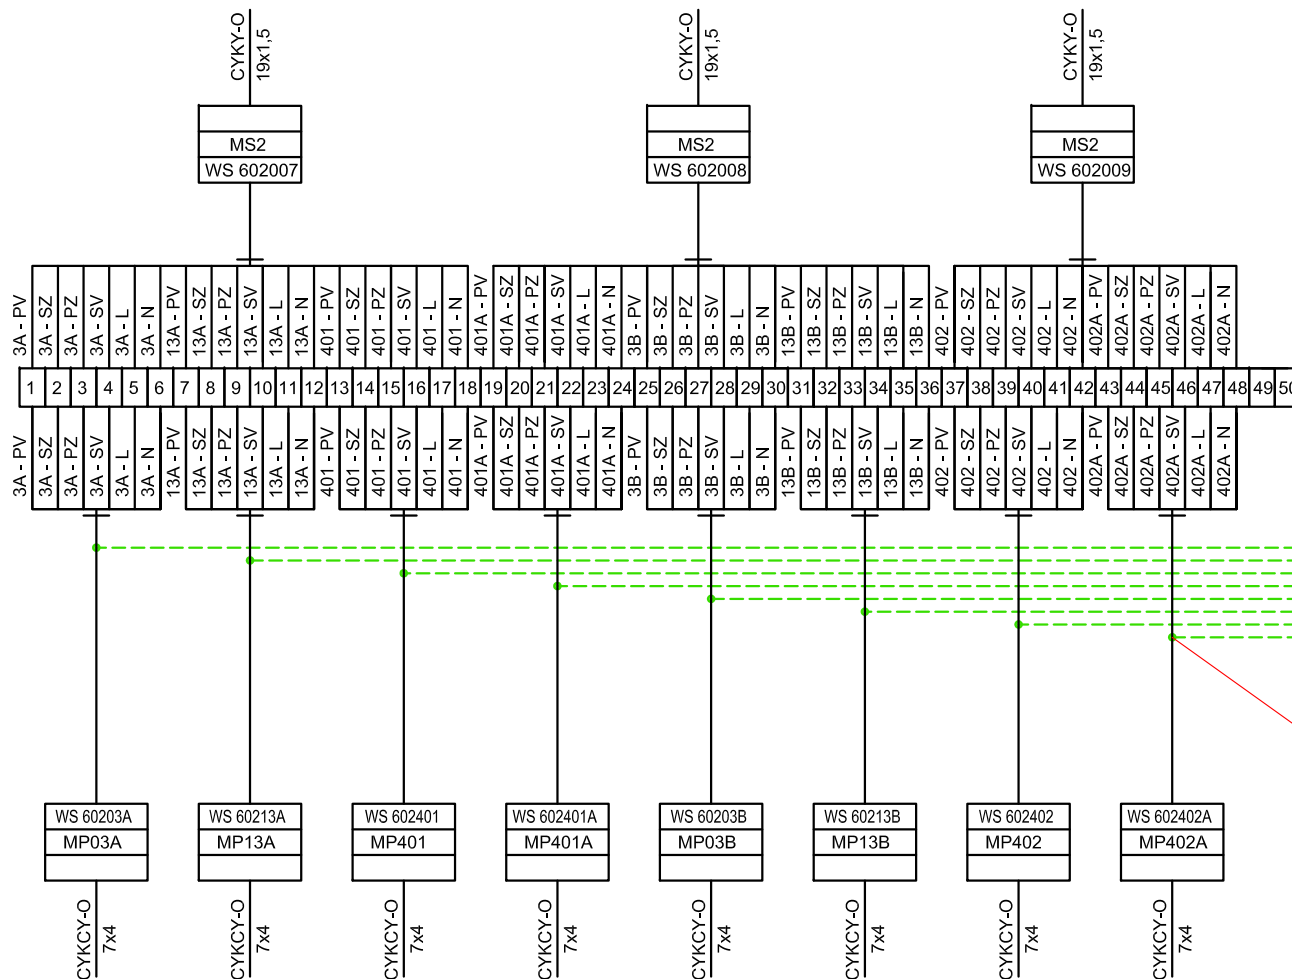 CYKY-O
19x1,5
CYKY-O
19x1,5
CYKY-O
19x1,5
MS2
WS 602007
MS2
WS 602008
MS2
WS 602009
3A - PV
3A - SZ
3A - PZ
3A - SV
3A - L
3A - N
13A - PV
13A - SZ
13A - PZ
13A - SV
13A - L
13A - N
401 - PV
401 - SZ
401 - PZ
401 - SV
401 - L
401 - N
401A - PV
401A - SZ
401A - PZ
401A - SV
401A - L
401A - N
3B - PV
3B - SZ
3B - PZ
3B - SV
3B - L
3B - N
13B - PV
13B - SZ
13B - PZ
13B - SV
13B - L
13B - N
402 - PV
402 - SZ
402 - PZ
402 - SV
402 - L
402 - N
402A - PV
402A - SZ
402A - PZ
402A - SV
402A - L
402A - N
1 2 3 4 5 6 7 8 9 10 11 12 13 14 15 16 17 18 19 20 21 22 23 24 25 26 27 28 29 30 31 32 33 34 35 36 37 38 39 40 41 42 43 44 45 46 47 48 49 50
3A - PV
3A - SZ
3A - PZ
3A - SV
3A - L
3A - N
13A - PV
13A - SZ
13A - PZ
13A - SV
13A - L
13A - N
401 - PV
401 - SZ
401 - PZ
401 - SV
401 - L
401 - N
401A - PV
401A - SZ
401A - PZ
401A - SV
401A - L
401A - N
3B - PV
3B - SZ
3B - PZ
3B - SV
3B - L
3B - N
13B - PV
13B - SZ
13B - PZ
13B - SV
13B - L
13B - N
402 - PV
402 - SZ
402 - PZ
402 - SV
402 - L
402 - N
402A - PV
402A - SZ
402A - PZ
402A - SV
402A - L
402A - N
WS 60203A
MP03A
WS 60213A
MP13A
WS 602401
MP401
WS 602401A
MP401A
WS 60203B
MP03B
WS 60213B
MP13B
WS 602402
MP402
WS 602402A
MP402A
CYKCY-O
7x4
CYKCY-O
7x4
CYKCY-O
7x4
CYKCY-O
7x4
CYKCY-O
7x4
CYKCY-O
7x4
CYKCY-O
7x4
CYKCY-O
7x4